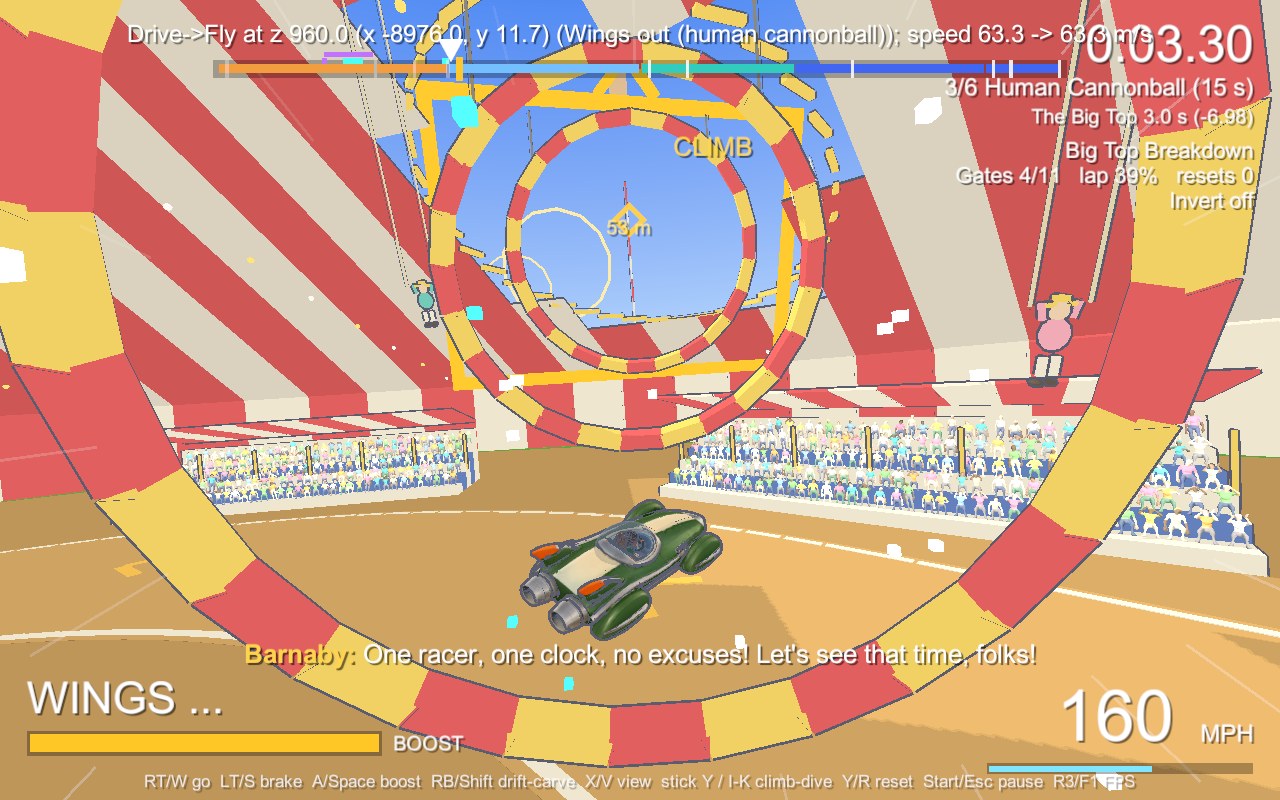 Drive->Fly at z 960.0 (x -8976.0, y 11.7) (Wings out (human cannonball)); speed 63.3 -> 63.3 m/s
0:03.30
3/6 Human Cannonball (15 s)
The Big Top 3.0 s (-6.98)
CLIMB
Big Top Breakdown
Gates 4/11 lap 39% resets 0
Invert off
53 m
Barnaby: One racer, one clock, no excuses! Let's see that time, folks!
WINGS ...
160 MPH
BOOST
RT/W go LT/S brake A/Space boost RB/Shift drift-carve X/V view stick Y / I-K climb-dive Y/R reset Start/Esc pause R3/F1 FPS